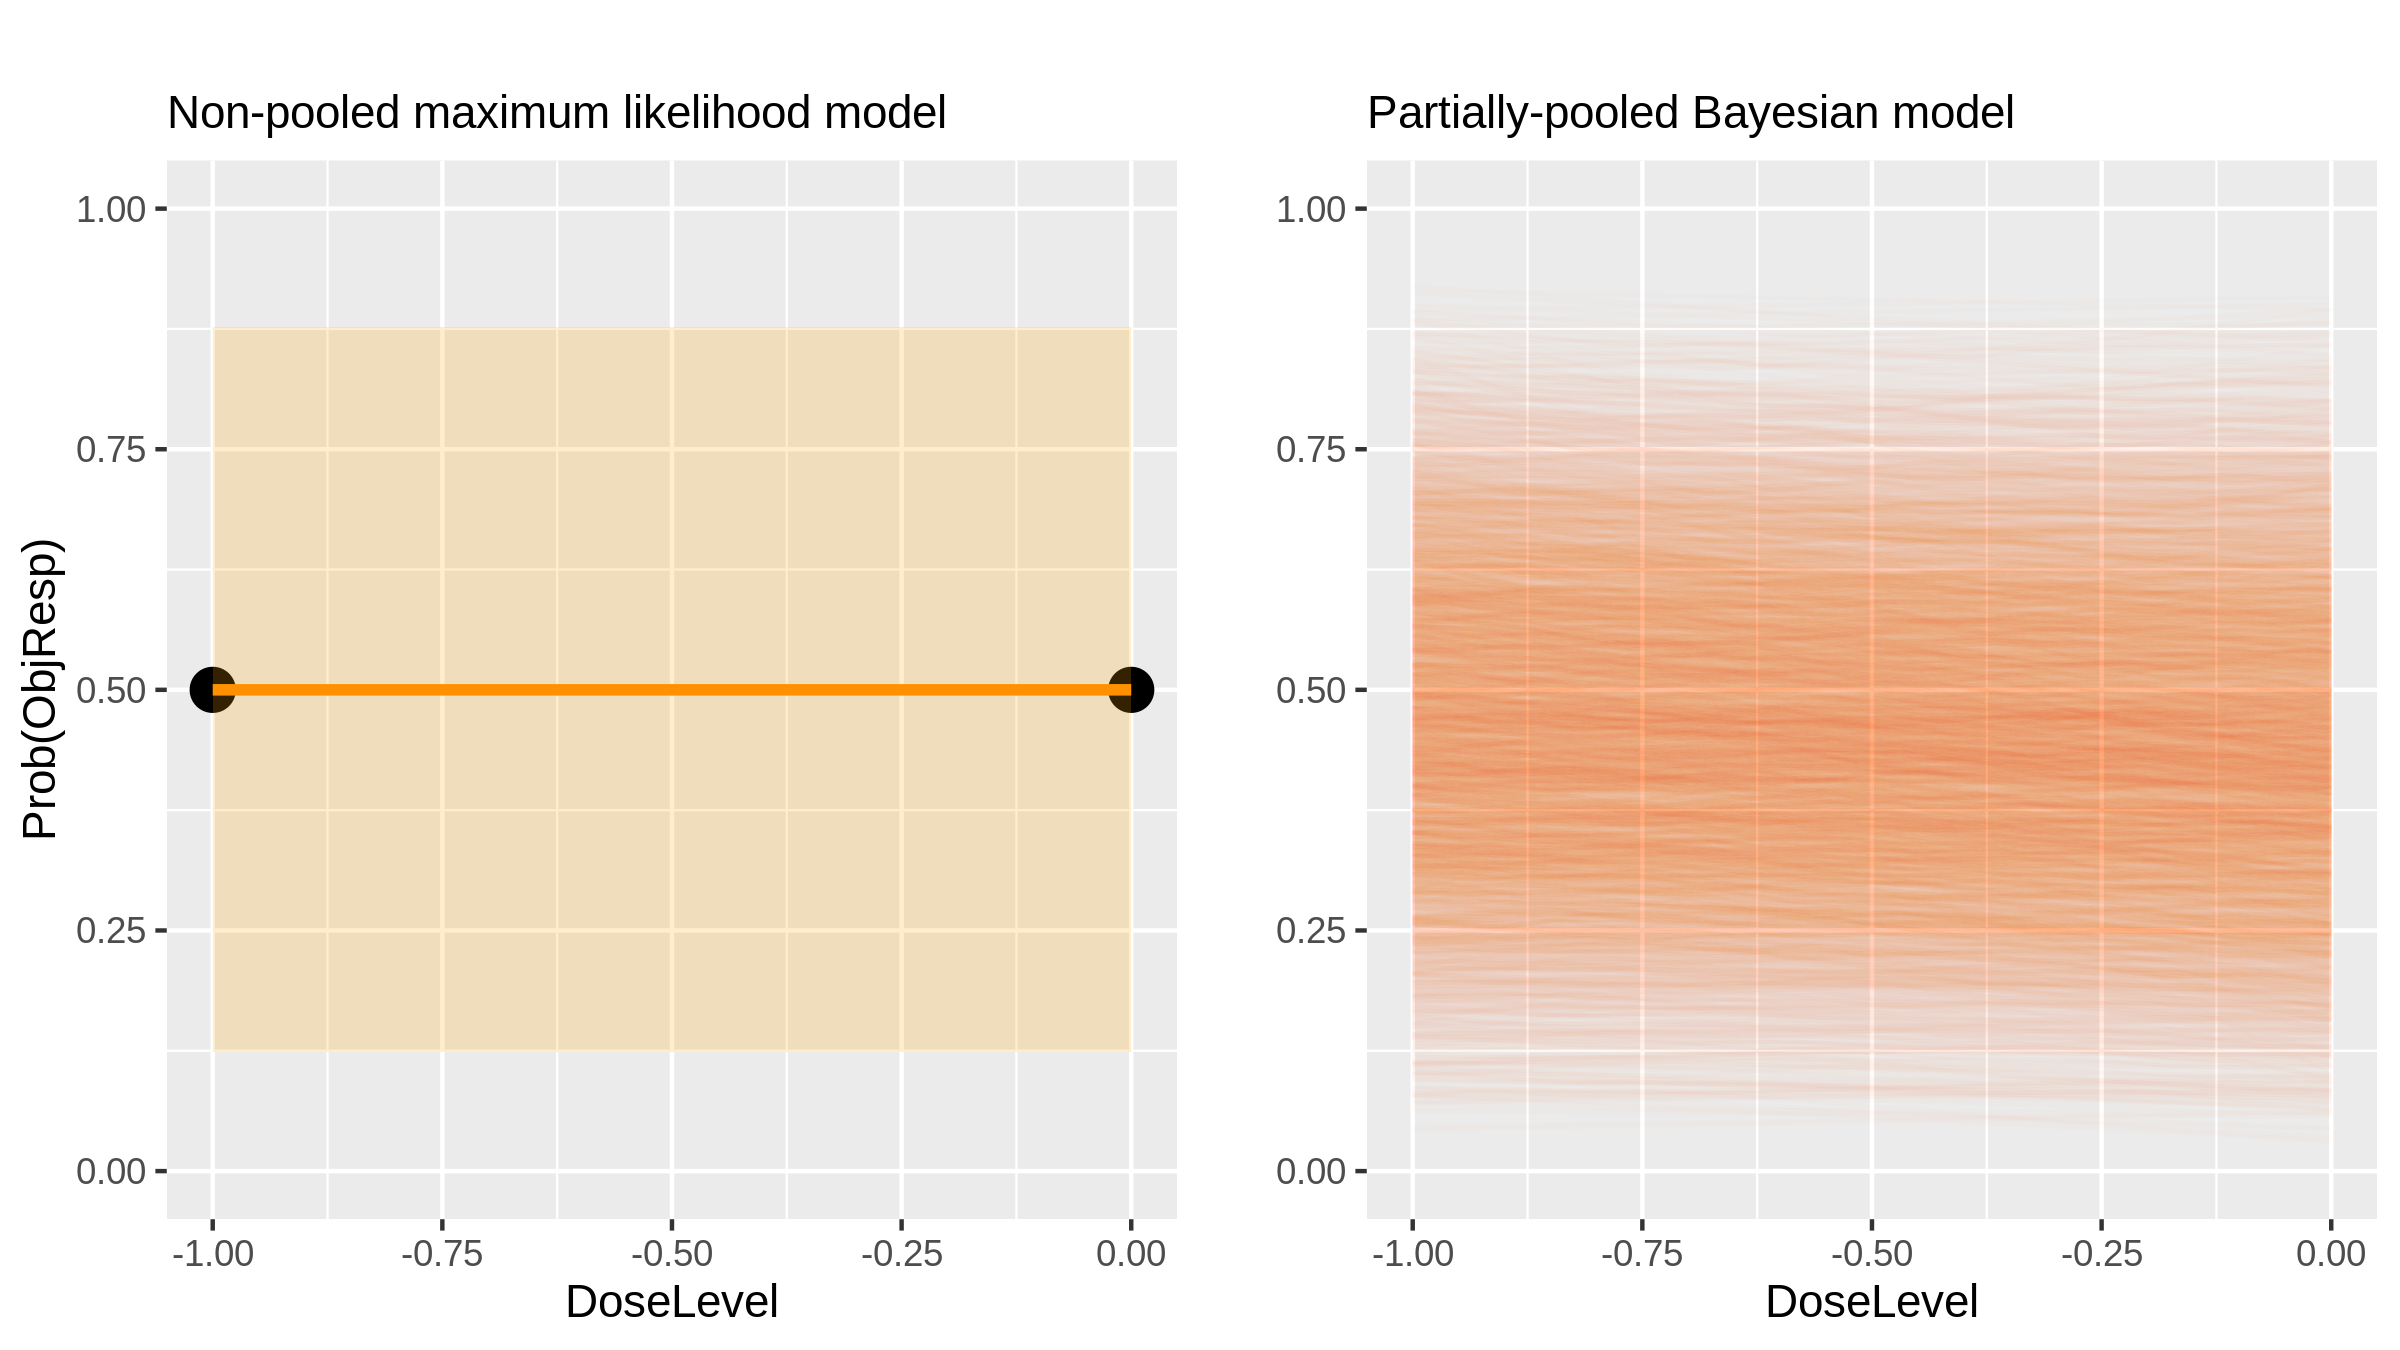 Non-pooled maximum likelihood model
Prob(ObjResp)
1.00
0.75
0.50
0.25
0.00
-1.00 -0.75 -0.50 -0.25 0.00
DoseLevel
Partially-pooled Bayesian model
1.00
0.75
0.50
0.25
0.00
-1.00 -0.75 -0.50 -0.25 0.00
DoseLevel